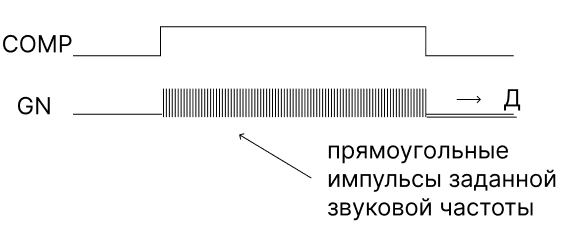 COMP
GN
Д
прямоугольные
импульсы заданной
звуковой частоты